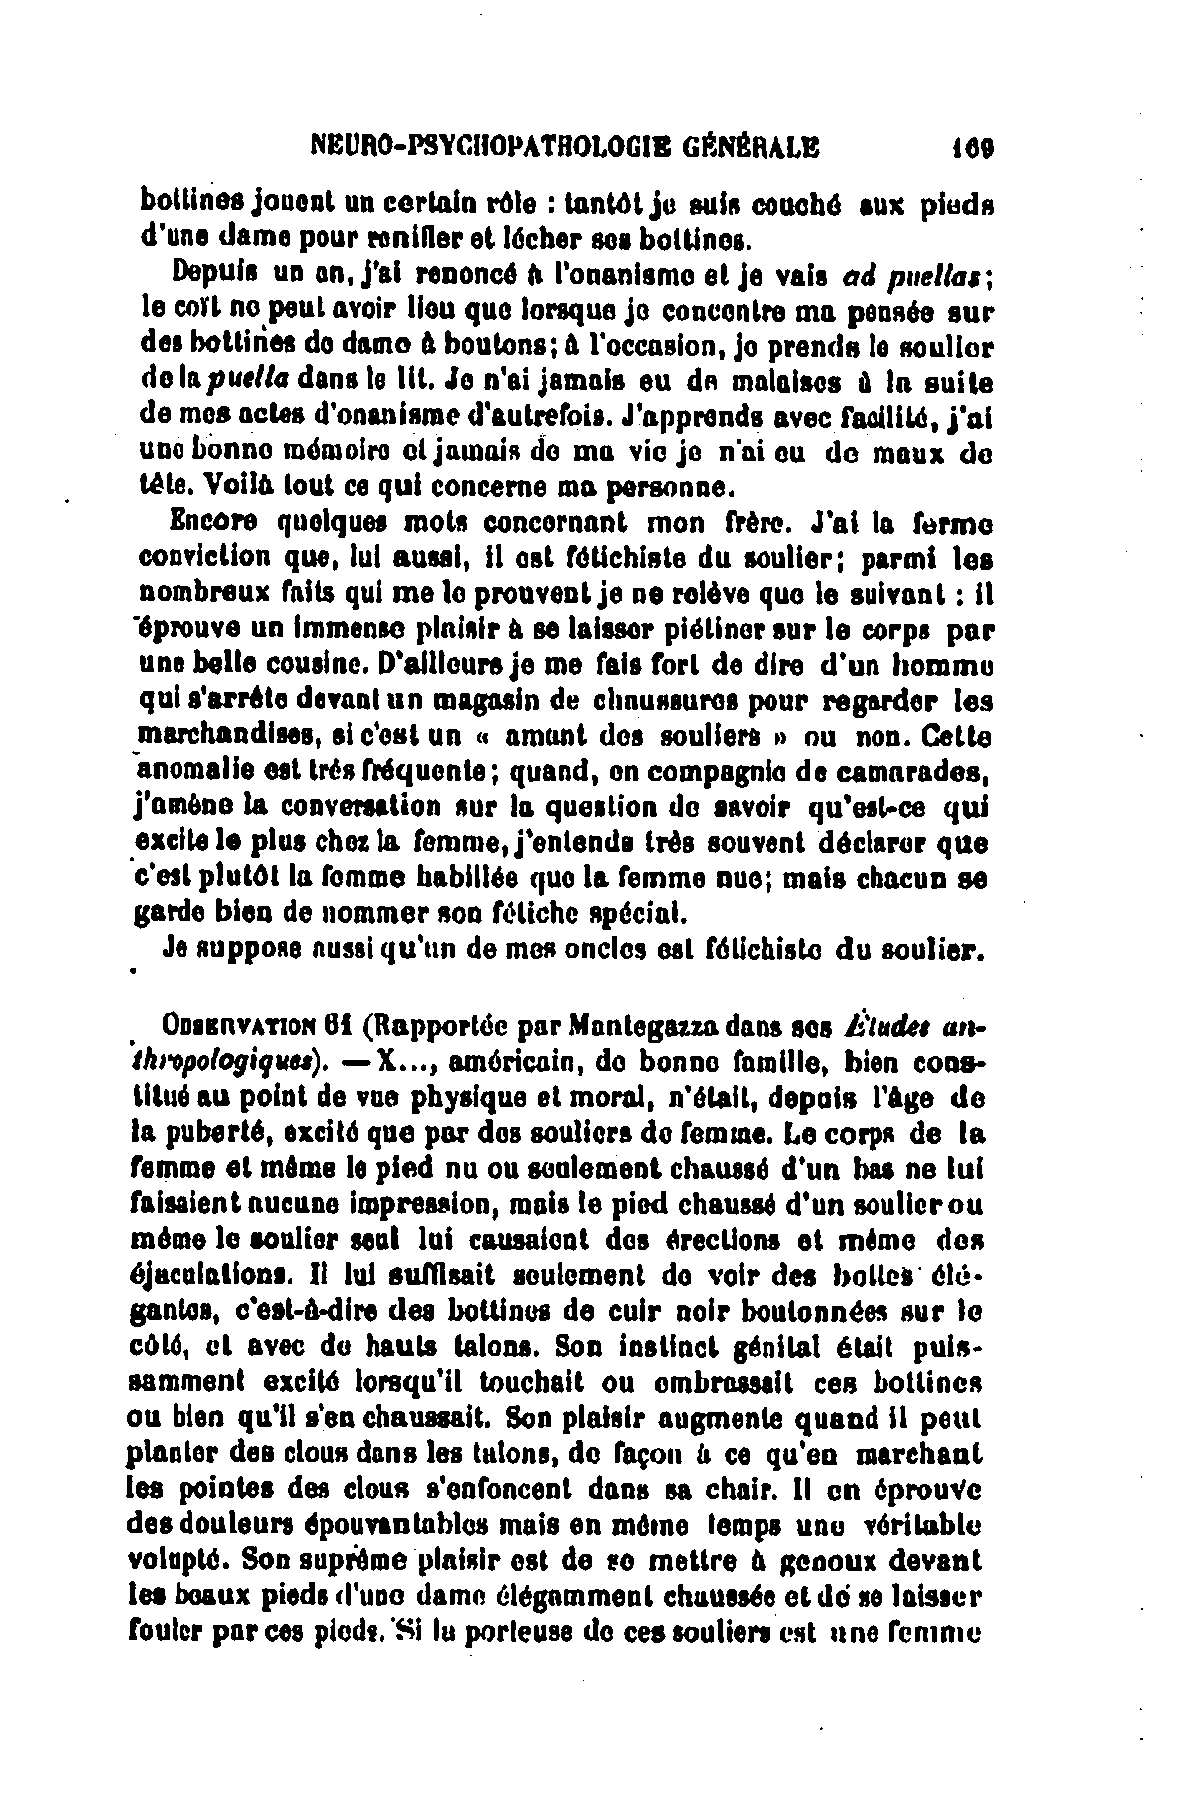 NEURO-PSYCHOPATHOLOGIE GÉNÉRALE 169
bottines jouent un certain rôle : tantôt je suis couché aux pieds
d'une dame pour renifler et lécher ses bottines.
Depuis un an, j'ai renoncé à l'onanisme et je vais ad puellas;
le coït ne peut avoir lieu que lorsque je concentre ma pensée sur
des bottines de dame à boutons; à l'occasion, je prends le soulier
de la puella dans le lit. Je n'ai jamais eu de malaises à la suite
de mes actes d'onanisme d'autrefois. J'apprends avec facilité, j'ai
une bonne mémoire et jamais de ma vie je n'ai eu de maux de
tête. Voilà tout ce qui concerne ma personne.
Encore quelques mots concernant mon frère. J'ai la ferme
conviction que, lui aussi, il est fétichiste du soulier; parmi les
nombreux faits qui me le prouvent je ne relève que le suivant : il
éprouve un immense plaisir à se laisser piétiner sur le corps par
une belle cousine. D'ailleurs je me fais fort de dire d'un homme
qui s'arrête devant un magasin de chaussures pour regarder les
marchandises, si c'est un « amant des souliers » ou non. Cette
anomalie est très fréquente; quand, en compagnie de camarades,
j'amène la conversation sur la question de savoir qu'est-ce qui
excite le plus chez la femme, j'entends très souvent déclarer que
c'est plutôt la femme habillée que la femme nue; mais chacun se
garde bien de nommer son fétiche spécial.
Je suppose aussi qu'un de mes oncles est fétichiste du soulier.
OBSERVATION 61 (Rapportée par Mantegazza dans ses Études an-
thropologiques). — X..., américain, de bonne famille, bien cons-
titué au point de vue physique et moral, n'était, depuis l'âge de
la puberté, excité que par des souliers de femme. Le corps de la
femme et même le pied nu ou seulement chaussé d'un bas ne lui
faisaient aucune impression, mais le pied chaussé d'un soulier ou
même le soulier seul lui causaient des érections et même des
éjaculations. Il lui suffisait seulement de voir des bottes élé-
gantes, c'est-à-dire des bottines de cuir noir boutonnées sur le
côté, et avec de hauts talons. Son instinct génital était puis-
samment excité lorsqu'il touchait ou embrassait ces bottines
ou bien qu'il s'en chaussait. Son plaisir augmente quand il peut
planter des clous dans les talons, de façon à ce qu'en marchant
les pointes des clous s'enfoncent dans sa chair. Il en éprouve
des douleurs épouvantables mais en même temps une véritable
volupté. Son suprême plaisir est de se mettre à genoux devant
les beaux pieds d'une dame élégamment chaussée et de se laisser
fouler par ces pieds. Si la porteuse de ces souliers est une femme